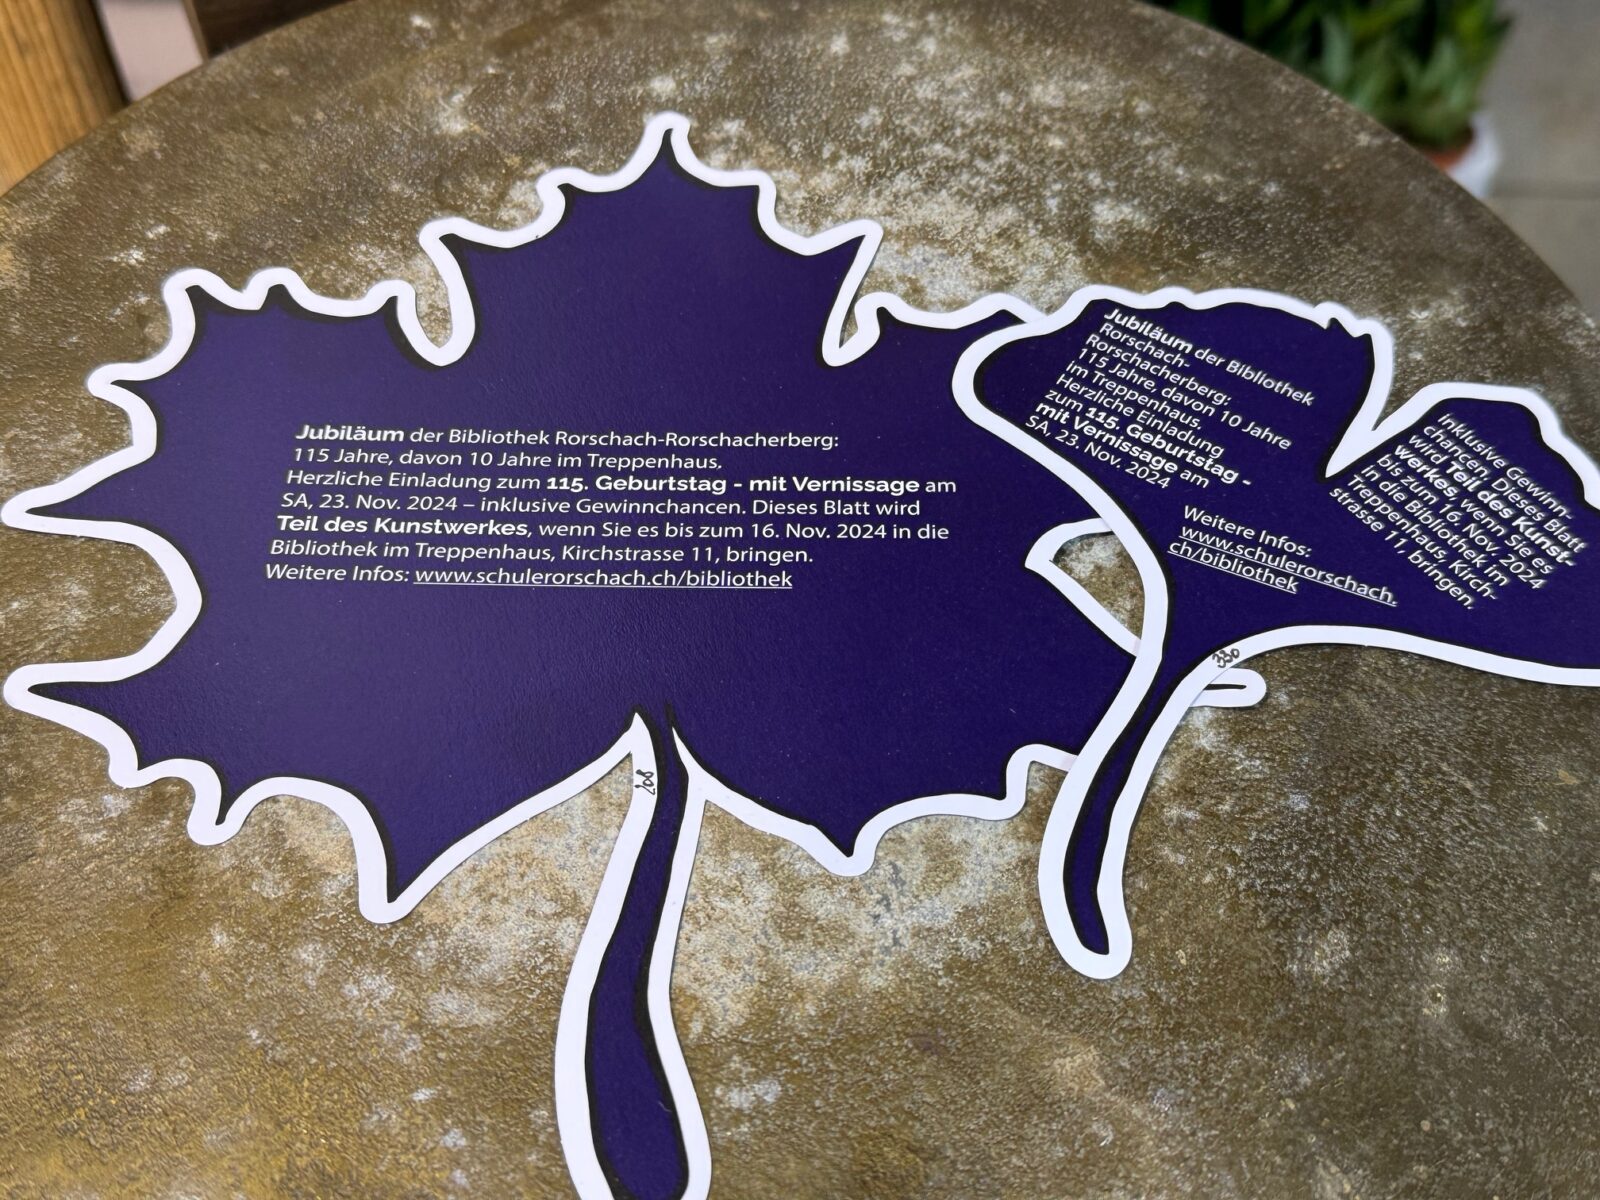 Jubiläum der Bibliothek Rorschach-Rorschacherberg:
115 Jahre, davon 10 Jahre im Treppenhaus.
Herzliche Einladung zum 115. Geburtstag - mit Vernissage am
SA, 23. Nov. 2024 – inklusive Gewinnchancen. Dieses Blatt wird
Teil des Kunstwerkes, wenn Sie es bis zum 16. Nov. 2024 in die
Bibliothek im Treppenhaus, Kirchstrasse 11, bringen.
Weitere Infos: www.schulerorschach.ch/bibliothek
208
Jubiläum der Bibliothek
Rorschach-
Rorschacherberg:
115 Jahre, davon 10 Jahre
im Treppenhaus.
Herzliche Einladung
zum 115. Geburtstag -
mit Vernissage am
SA, 23. Nov. 2024
Inklusive Gewinn-
chancen. Dieses Blatt
wird Teil des Kunst-
werkes, wenn Sie es
bis zum 16. Nov. 2024
in die Bibliothek im
Treppenhaus, Kirch-
strasse 11, bringen.
Weitere Infos:
www.schulerorschach.
ch/bibliothek
330